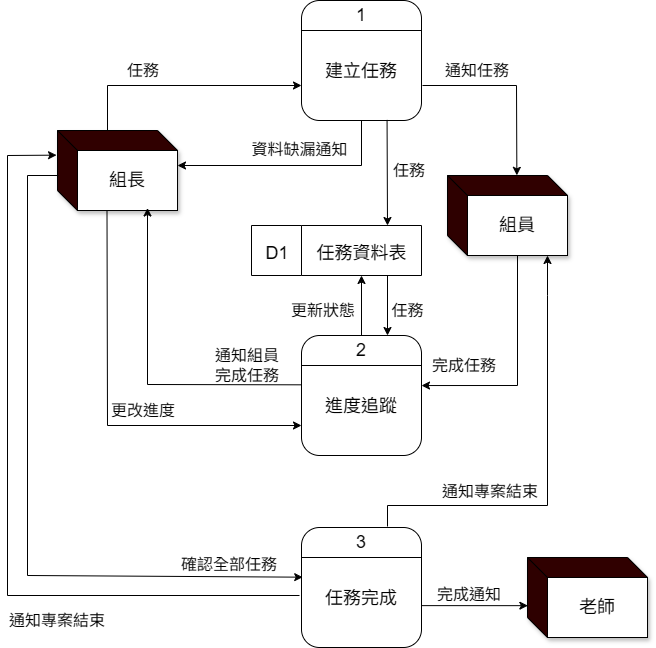 1
建立任務
任務
通知任務
資料缺漏通知
組長
任務
組員
D1
任務資料表
更新狀態
任務
2
進度追蹤
通知組員
完成任務
完成任務
更改進度
通知專案結束
3
任務完成
確認全部任務
完成通知
老師
通知專案結束